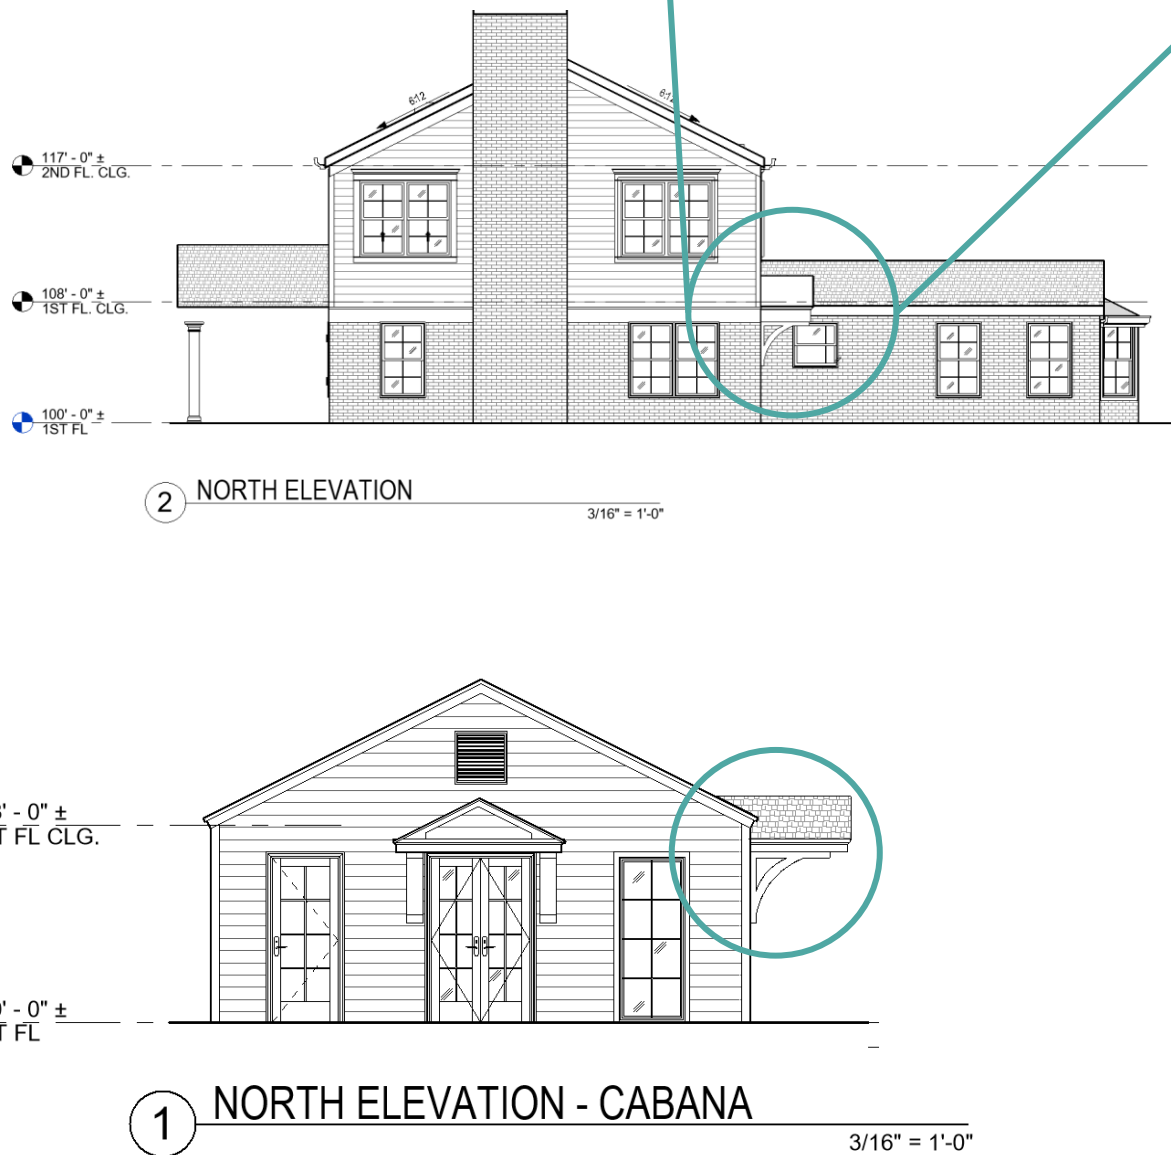 6:12
6:12
117' - 0" ±
2ND FL. CLG.
108' - 0" ±
1ST FL. CLG.
100' - 0" ±
1ST FL
2 NORTH ELEVATION
3/16" = 1'-0"
' - 0" ±
T FL CLG.
' - 0" ±
T FL
1 NORTH ELEVATION - CABANA
3/16" = 1'-0"